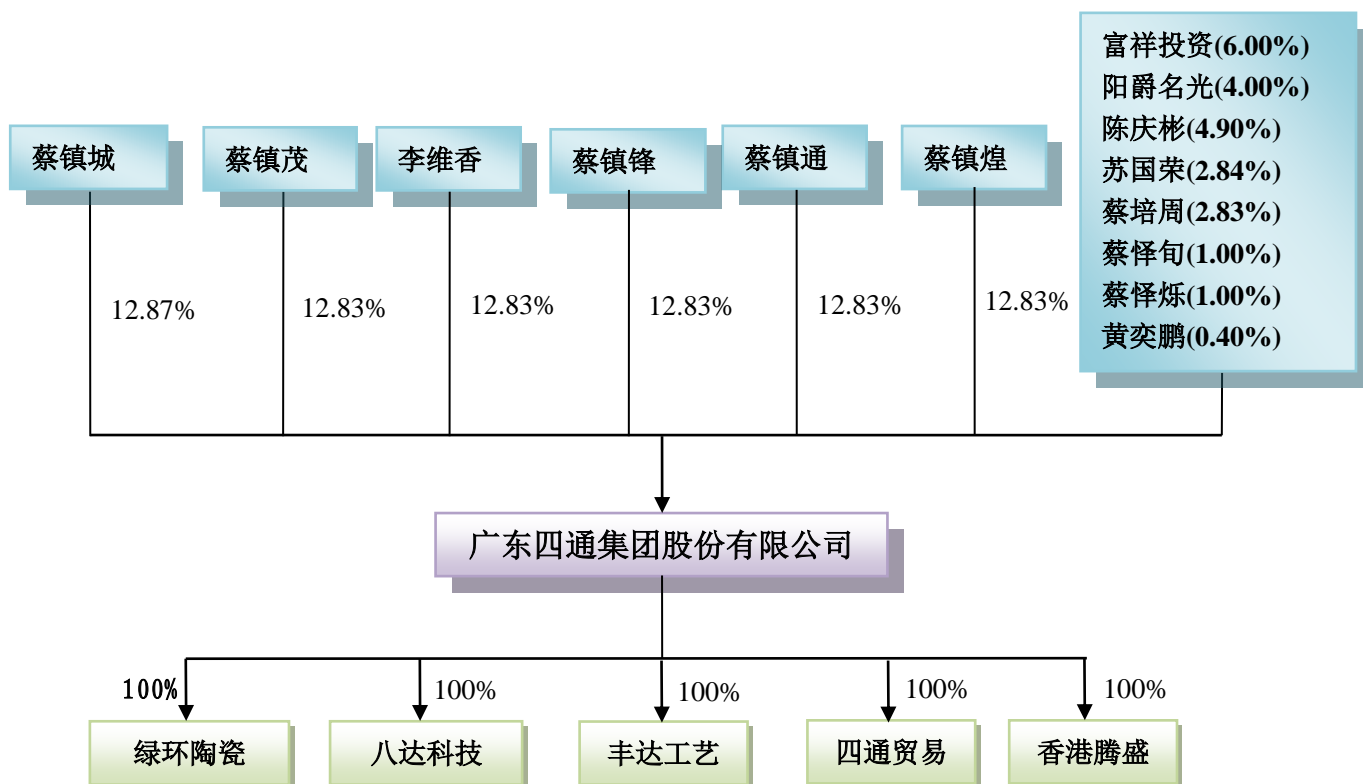 富祥投资(6.00%)
阳爵名光(4.00%)
陈庆彬(4.90%)
苏国荣(2.84%)
蔡培周(2.83%)
蔡怿旬(1.00%)
蔡怿烁(1.00%)
黄奕鹏(0.40%)
蔡镇城
蔡镇茂
李维香
蔡镇锋
蔡镇通
蔡镇煌
12.87%
12.83%
12.83%
12.83%
12.83%
12.83%
广东四通集团股份有限公司
100%
100%
100%
100%
100%
绿环陶瓷
八达科技
丰达工艺
四通贸易
香港腾盛